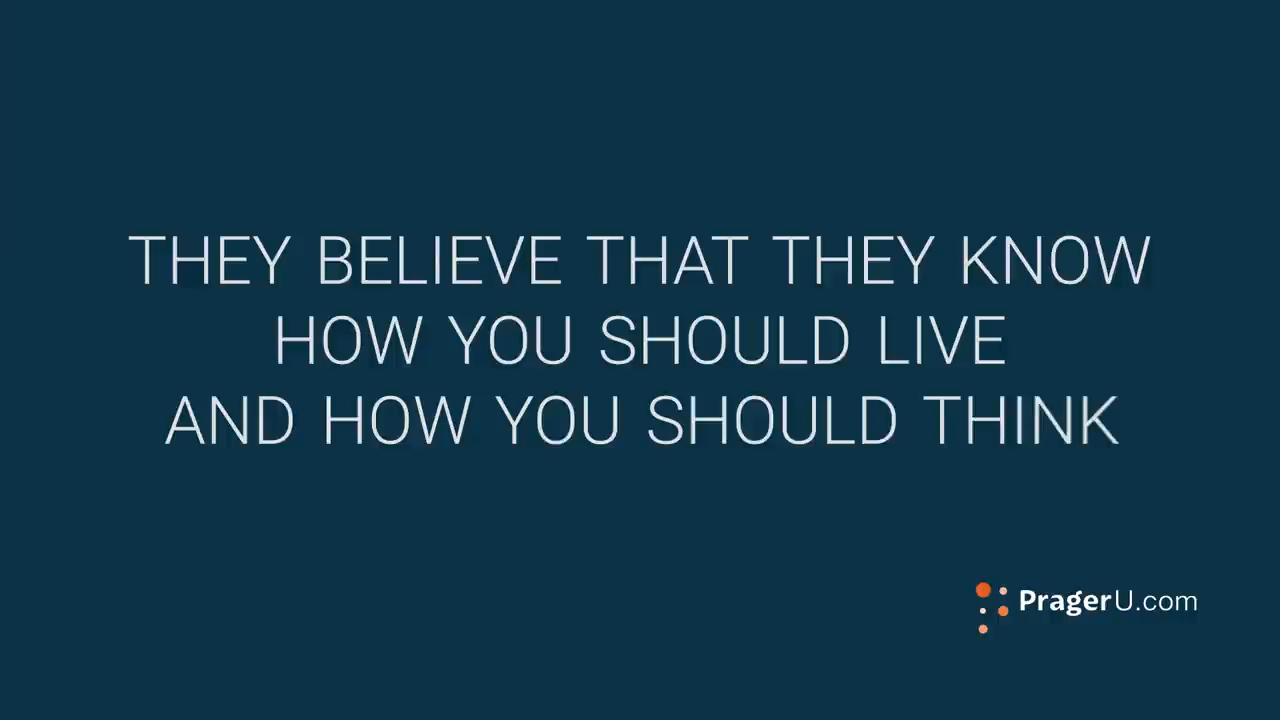 THEY BELIEVE THAT THEY KNOW
HOW YOU SHOULD LIVE
AND HOW YOU SHOULD THINK
PragerU.com